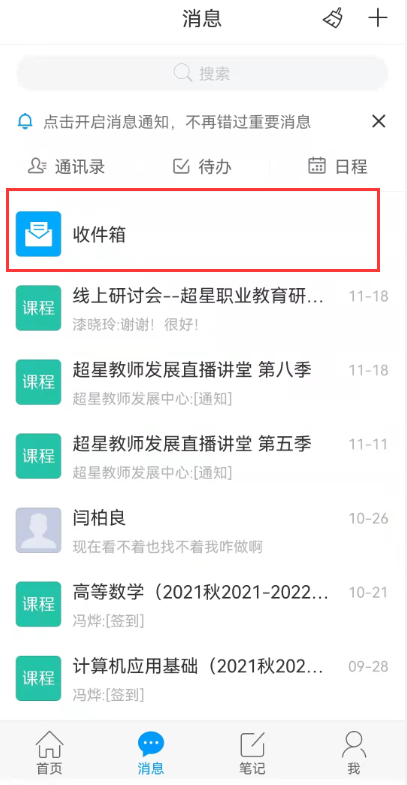 消息
搜索
点击开启消息通知，不再错过重要消息
通讯录 待办 日程
收件箱
课程 线上研讨会--超星职业教育研... 11-18
漆晓玲:谢谢！很好！
课程 超星教师发展直播讲堂 第八季 11-18
超星教师发展中心:[通知]
课程 超星教师发展直播讲堂 第五季 11-11
超星教师发展中心:[通知]
闫柏良 10-26
现在看不着也找不着我咋做啊
课程 高等数学（2021秋2021-2022... 10-21
冯烨:[签到]
课程 计算机应用基础（2021秋202... 09-28
冯烨:[签到]
首页 消息 笔记 我